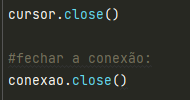 cursor.close()
#fechar a conexão:
conexao.close()